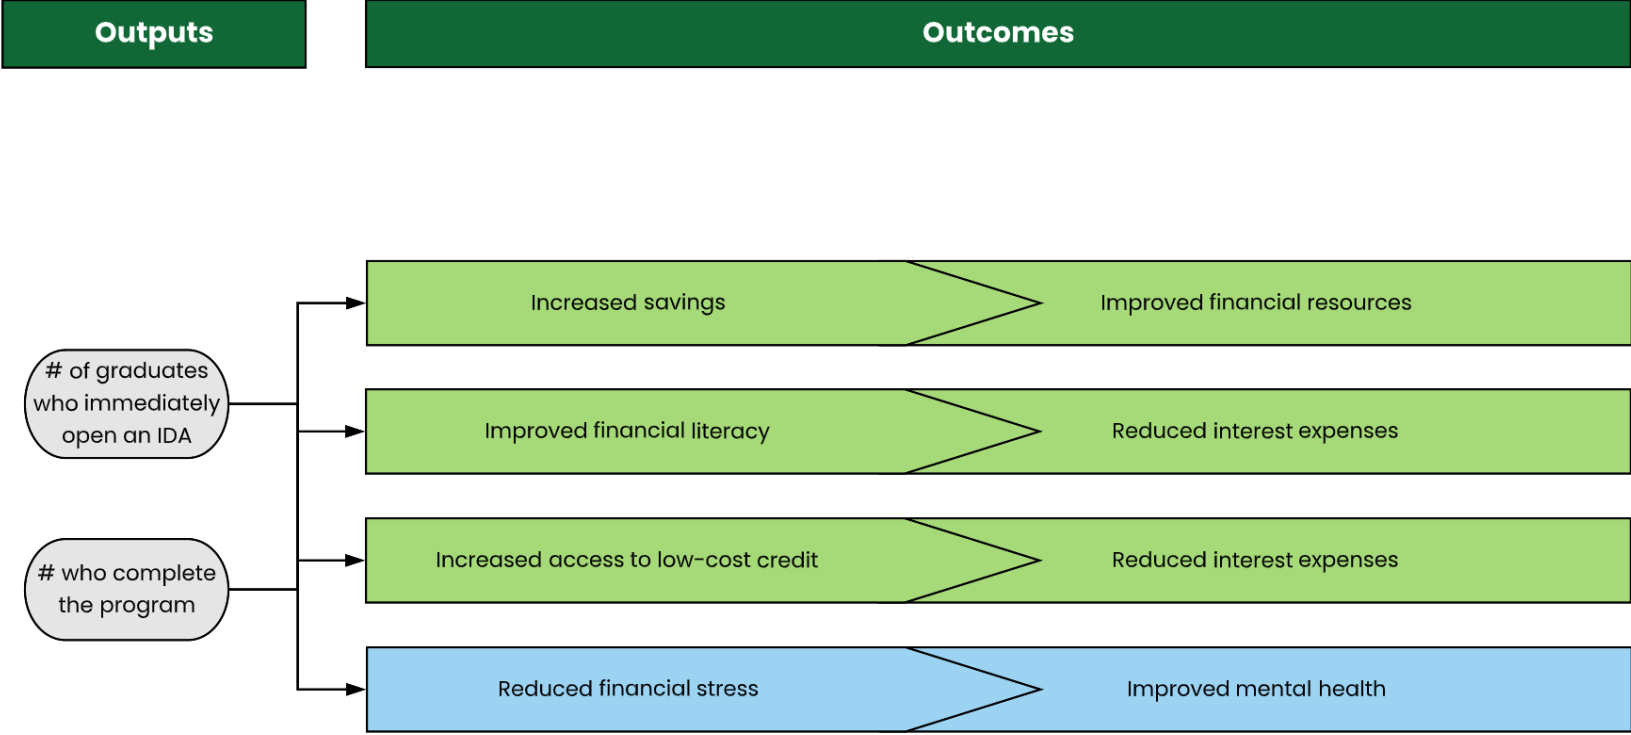 Outputs
Outcomes
Increased savings
Improved financial resources
# of graduates
who immediately
open an IDA
Improved financial literacy
Reduced interest expenses
# who complete
the program
Increased access to low-cost credit
Reduced interest expenses
Reduced financial stress
Improved mental health